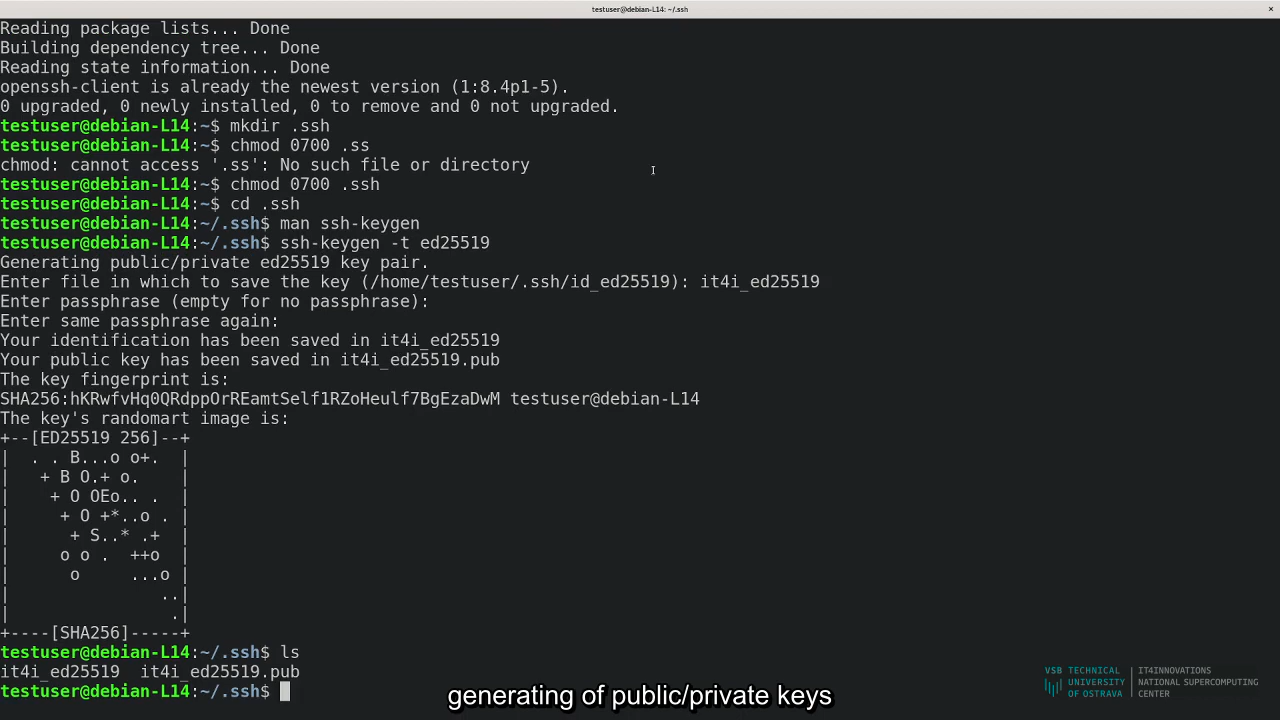 testuser@debian-L14: ~/.ssh
×
Reading package lists... Done
Building dependency tree... Done
Reading state information... Done
openssh-client is already the newest version (1:8.4p1-5).
0 upgraded, 0 newly installed, 0 to remove and 0 not upgraded.
testuser@debian-L14:~$ mkdir .ssh
testuser@debian-L14:~$ chmod 0700 .ss
chmod: cannot access '.ss': No such file or directory
testuser@debian-L14:~$ chmod 0700 .ssh
testuser@debian-L14:~$ cd .ssh
testuser@debian-L14:~/.ssh$ man ssh-keygen
testuser@debian-L14:~/.ssh$ ssh-keygen -t ed25519
Generating public/private ed25519 key pair.
Enter file in which to save the key (/home/testuser/.ssh/id_ed25519): it4i_ed25519
Enter passphrase (empty for no passphrase):
Enter same passphrase again:
Your identification has been saved in it4i_ed25519
Your public key has been saved in it4i_ed25519.pub
The key fingerprint is:
SHA256:hKRwfvHq0QRdppOrREamtSelf1RZoHeulf7BgEzaDwM testuser@debian-L14
The key's randomart image is:
+--[ED25519 256]--+
|  . . B...o o+.  |
|   + B O.+ o.    |
|    + O OEo.. .  |
|     + O +*..o . |
|      + S..* .+  |
|     o o .  ++o  |
|      o     ...o |
|               ..|
|                .|
+----[SHA256]-----+
testuser@debian-L14:~/.ssh$ ls
it4i_ed25519  it4i_ed25519.pub
testuser@debian-L14:~/.ssh$
generating of public/private keys
VSB TECHNICAL
UNIVERSITY
OF OSTRAVA
IT4INNOVATIONS
NATIONAL SUPERCOMPUTING
CENTER